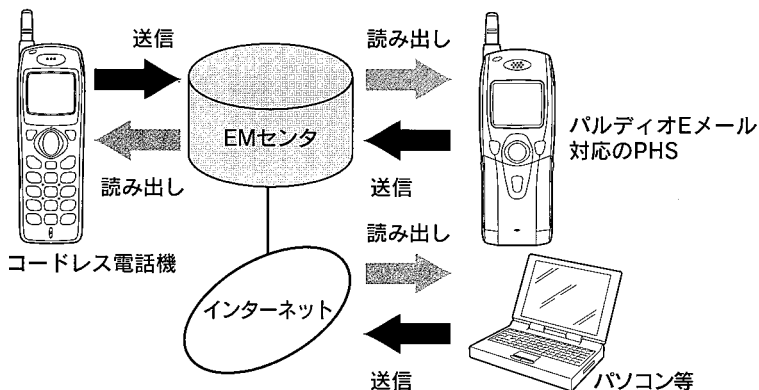 送信
読み出し
EMセンタ
読み出し
送信
パルディオEメール
対応のPHS
コードレス電話機
読み出し
インターネット
送信
パソコン等